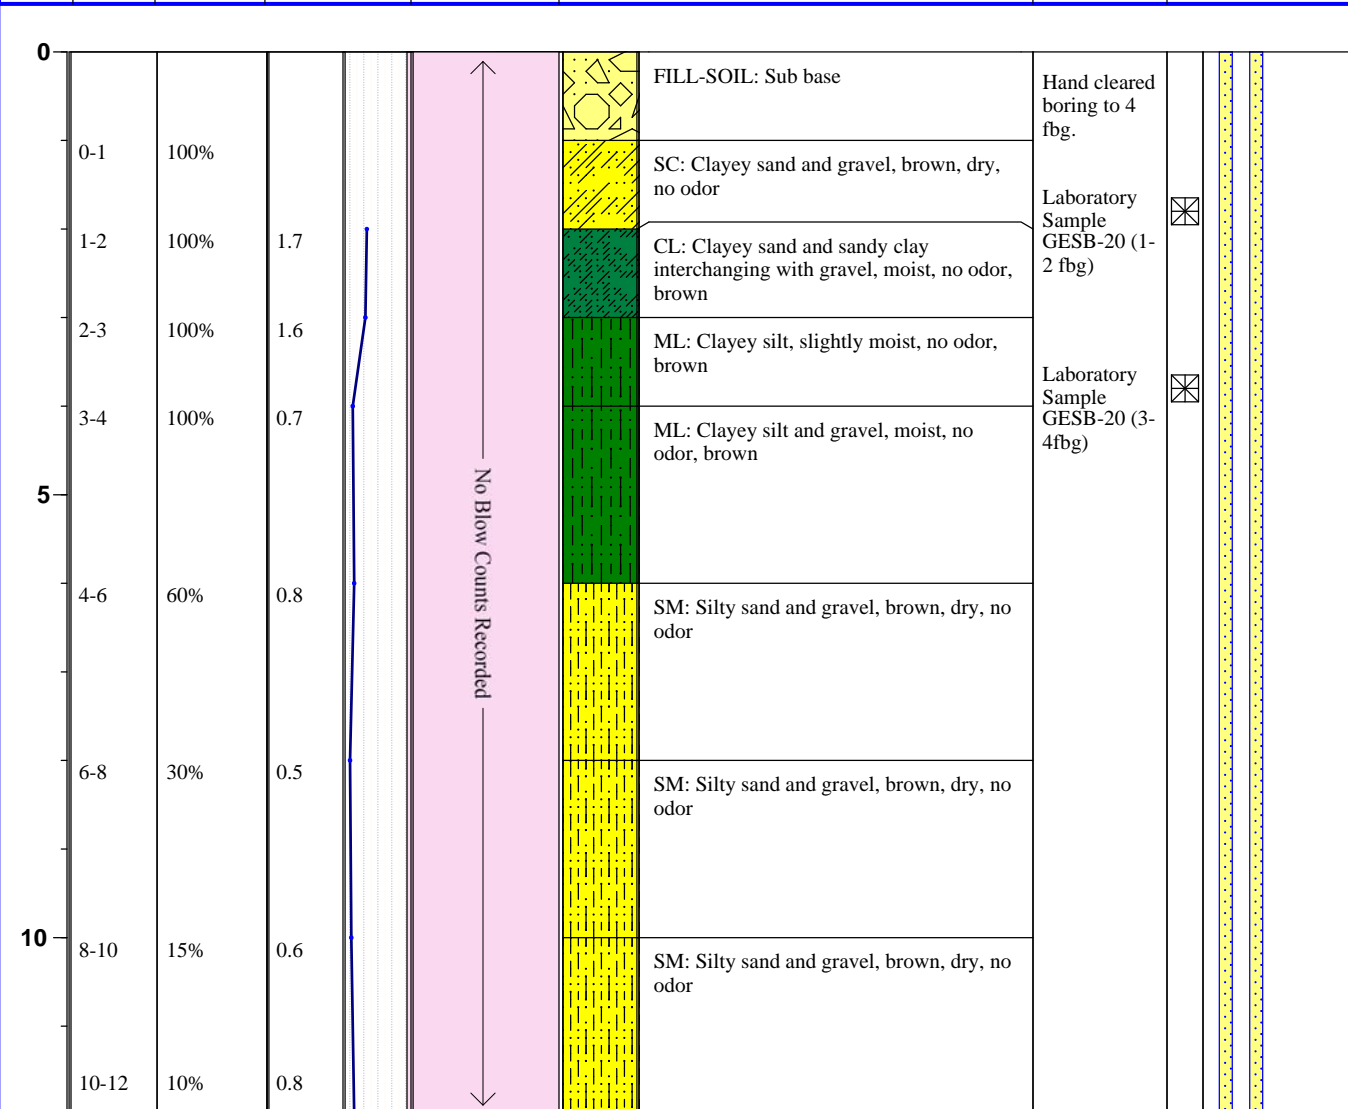 0
FILL-SOIL: Sub base
Hand cleared
boring to 4
fbg.
0-1 100%
SC: Clayey sand and gravel, brown, dry,
no odor
Laboratory
Sample
GESB-20 (1-
2 fbg)
1-2 100% 1.7
CL: Clayey sand and sandy clay
interchanging with gravel, moist, no odor,
brown
2-3 100% 1.6
ML: Clayey silt, slightly moist, no odor,
brown
Laboratory
Sample
GESB-20 (3-
4fbg)
3-4 100% 0.7
ML: Clayey silt and gravel, moist, no
odor, brown
5
No Blow Counts Recorded
4-6 60% 0.8
SM: Silty sand and gravel, brown, dry, no
odor
6-8 30% 0.5
SM: Silty sand and gravel, brown, dry, no
odor
10
8-10 15% 0.6
SM: Silty sand and gravel, brown, dry, no
odor
10-12 10% 0.8